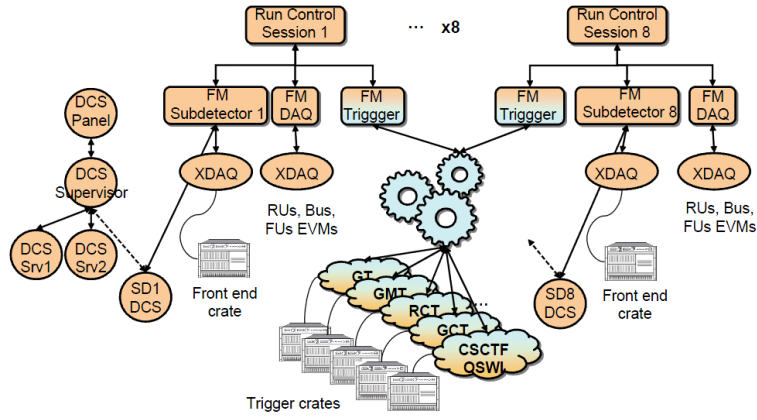 Run Control
Session 1
... x8
Run Control
Session 8
FM
Subdetector 1
FM
DAQ
FM
Triggger
FM
Triggger
FM
Subdetector 8
FM
DAQ
DCS
Panel
DCS
Supervisor
XDAQ
XDAQ
XDAQ
XDAQ
RUs, Bus,
FUs EVMs
RUs, Bus,
FUs EVMs
DCS
Srv1
DCS
Srv2
SD1
DCS
Front end
crate
GT
GMT
RCT
...
GCT
CSCTF
QSWI
SD8
DCS
Front end
crate
Trigger crates